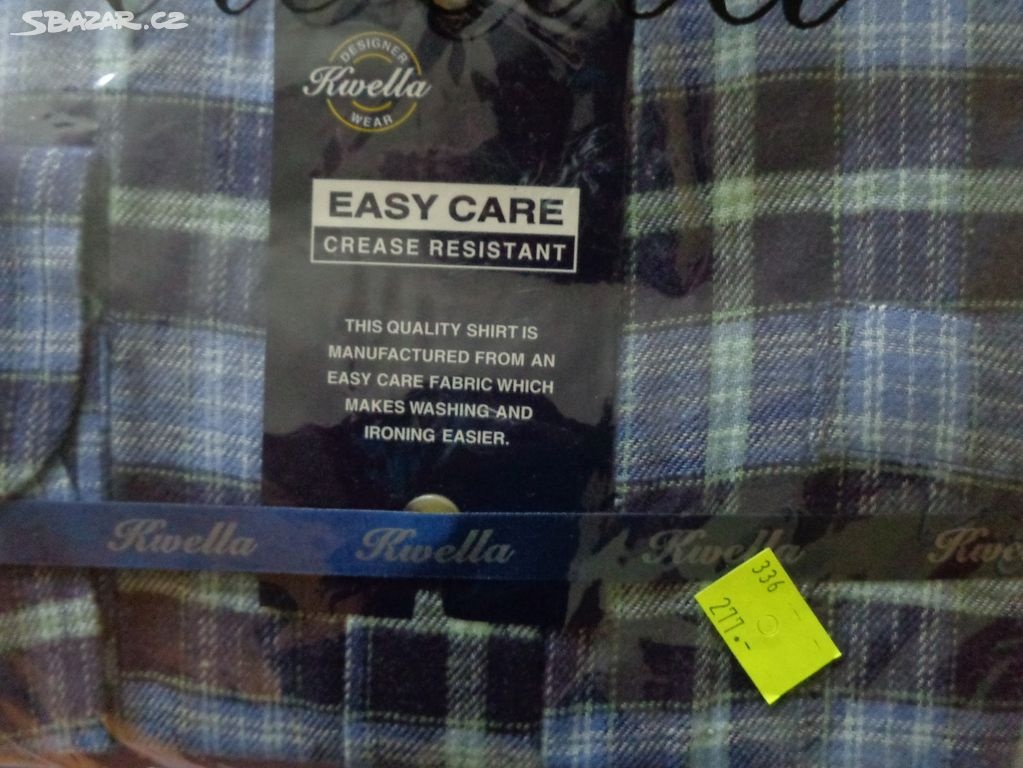 SBAZAR.CZ
DESIGNER
Kwella
WEAR
EASY CARE
CREASE RESISTANT
THIS QUALITY SHIRT IS
MANUFACTURED FROM AN
EASY CARE FABRIC WHICH
MAKES WASHING AND
IRONING EASIER.
Kwella Kwella Kwella Kwe
336
277.-